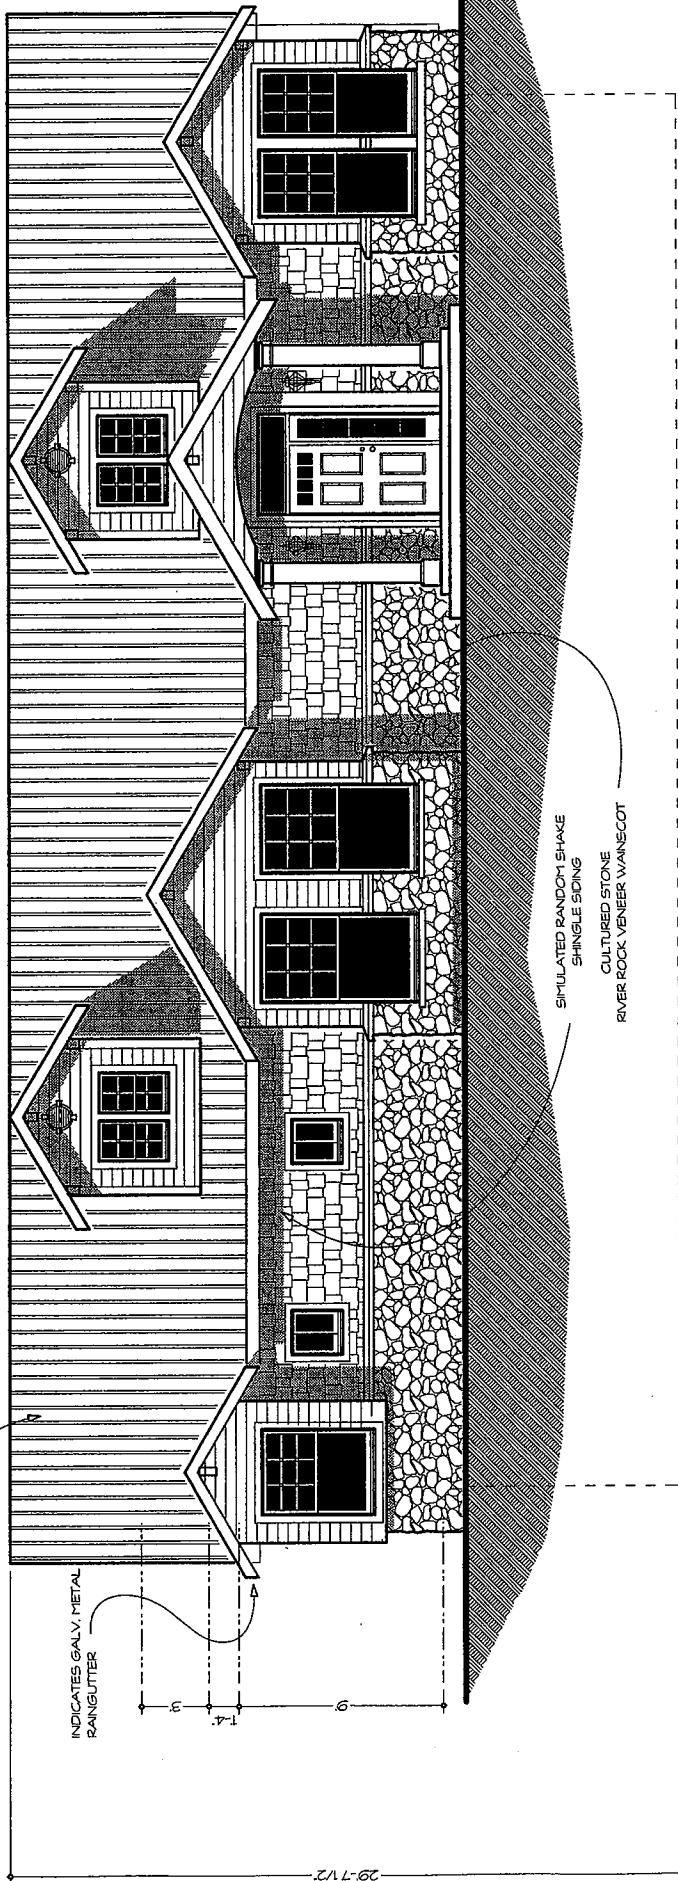 INDICATES GALV. METAL
RAINGUTTER
3'
1'-4"
9'
29'-7 1/2"
SIMULATED RANDOM SHAKE
SHINGLE SIDING
CULTURED STONE
RIVER ROCK VENEER WAINSCOT